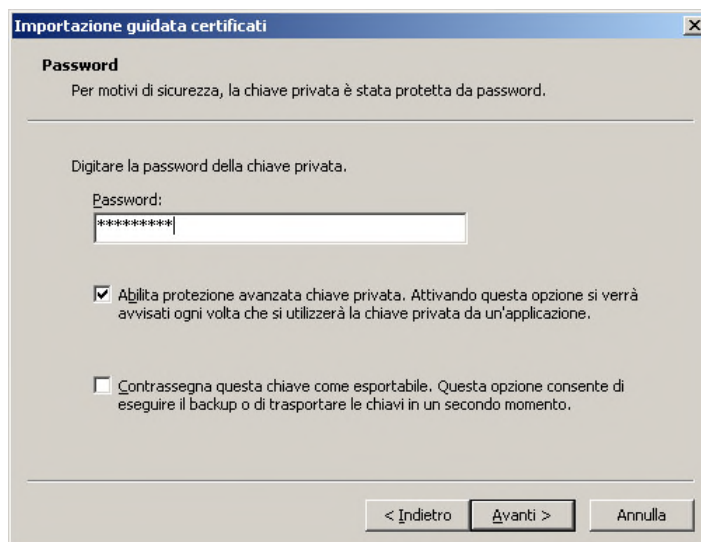 Importazione guidata certificati
Password
Per motivi di sicurezza, la chiave privata è stata protetta da password.
Digitare la password della chiave privata.
Password:
*********
Abilita protezione avanzata chiave privata. Attivando questa opzione si verrà
avvisati ogni volta che si utilizzerà la chiave privata da un'applicazione.
Contrassegna questa chiave come esportabile. Questa opzione consente di
eseguire il backup o di trasportare le chiavi in un secondo momento.
< Indietro Avanti > Annulla